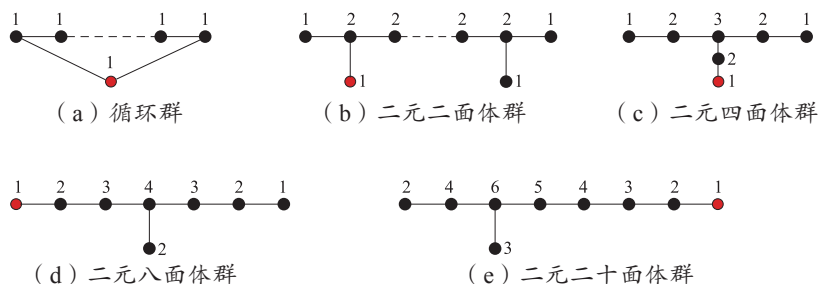 1 1 1 1
1
(a)循环群
1 2 2 2 2 1
1 1
(b)二元二面体群
1 2 3 2 1
2
1
(c)二元四面体群
1 2 3 4 3 2 1
2
(d)二元八面体群
2 4 6 5 4 3 2 1
3
(e)二元二十面体群